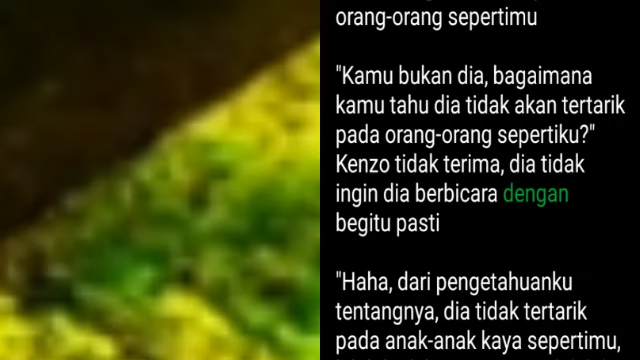 orang-orang sepertimu
"Kamu bukan dia, bagaimana
kamu tahu dia tidak akan tertarik
pada orang-orang sepertiku?"
Kenzo tidak terima, dia tidak
ingin dia berbicara dengan
begitu pasti
"Haha, dari pengetahuanku
tentangnya, dia tidak tertarik
pada anak-anak kaya sepertimu,